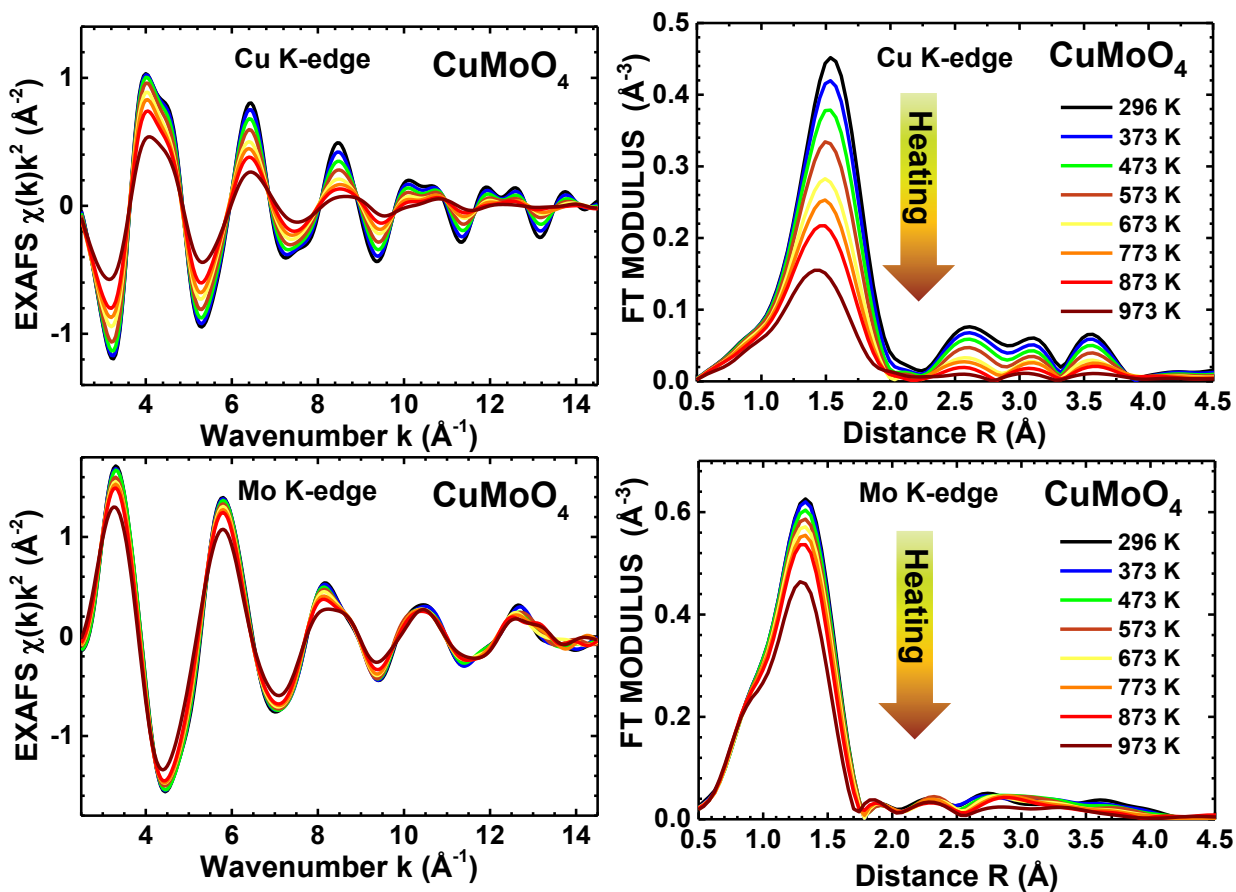 Cu K-edge CuMoO4
EXAFS χ(k)k² (Å⁻²)
1
0
-1
4 6 8 10 12 14
Wavenumber k (Å⁻¹)
Cu K-edge CuMoO4
Heating
296 K
373 K
473 K
573 K
673 K
773 K
873 K
973 K
FT MODULUS (Å⁻³)
0.5
0.4
0.3
0.2
0.1
0.0
0.5 1.0 1.5 2.0 2.5 3.0 3.5 4.0 4.5
Distance R (Å)
Mo K-edge CuMoO4
EXAFS χ(k)k² (Å⁻²)
1
0
-1
4 6 8 10 12 14
Wavenumber k (Å⁻¹)
Mo K-edge CuMoO4
Heating
296 K
373 K
473 K
573 K
673 K
773 K
873 K
973 K
FT MODULUS (Å⁻³)
0.6
0.4
0.2
0.0
0.5 1.0 1.5 2.0 2.5 3.0 3.5 4.0 4.5
Distance R (Å)